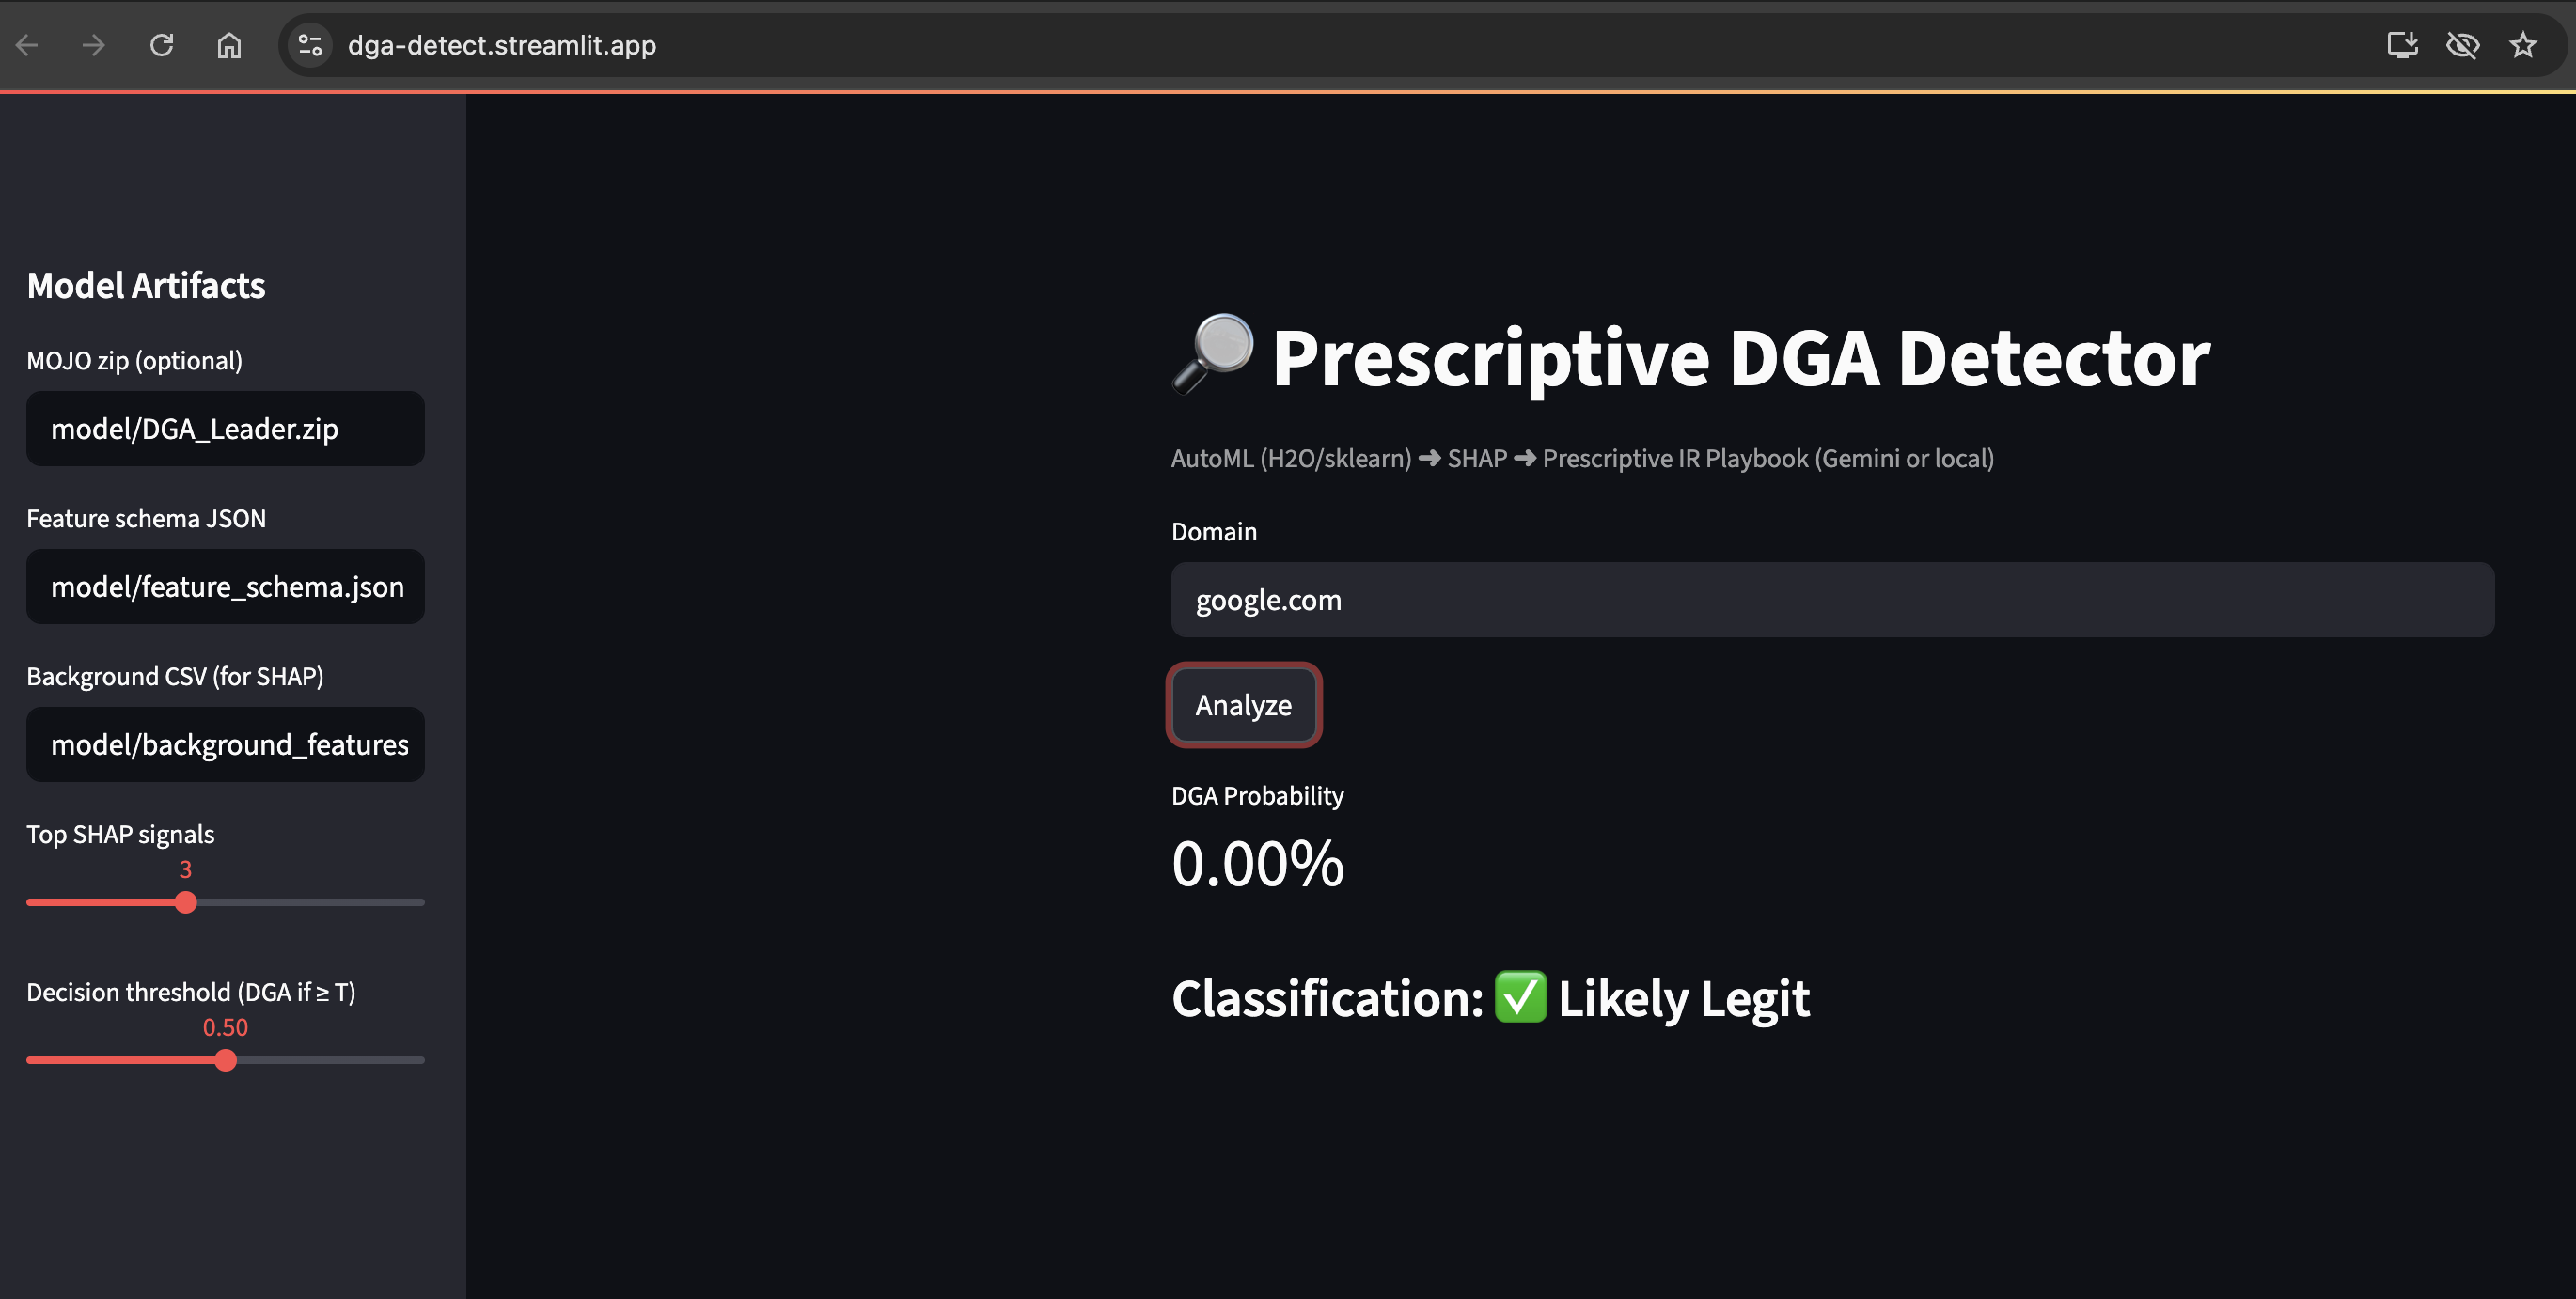 dga-detect.streamlit.app
Model Artifacts
MOJO zip (optional)
model/DGA_Leader.zip
Feature schema JSON
model/feature_schema.json
Background CSV (for SHAP)
model/background_features
Top SHAP signals
3
Decision threshold (DGA if ≥ T)
0.50
🔎 Prescriptive DGA Detector
AutoML (H2O/sklearn) ➜ SHAP ➜ Prescriptive IR Playbook (Gemini or local)
Domain
google.com
Analyze
DGA Probability
0.00%
Classification: ✅ Likely Legit